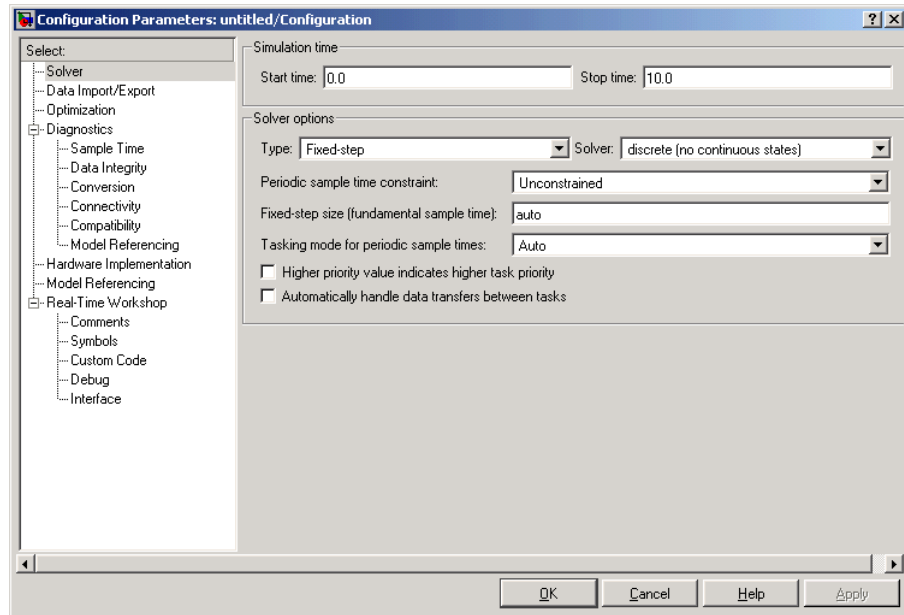 Configuration Parameters: untitled/Configuration
Select:
Solver
Data Import/Export
Optimization
Diagnostics
Sample Time
Data Integrity
Conversion
Connectivity
Compatibility
Model Referencing
Hardware Implementation
Model Referencing
Real-Time Workshop
Comments
Symbols
Custom Code
Debug
Interface
Simulation time
Start time: 0.0 Stop time: 10.0
Solver options
Type: Fixed-step Solver: discrete (no continuous states)
Periodic sample time constraint: Unconstrained
Fixed-step size (fundamental sample time): auto
Tasking mode for periodic sample times: Auto
Higher priority value indicates higher task priority
Automatically handle data transfers between tasks
OK Cancel Help Apply